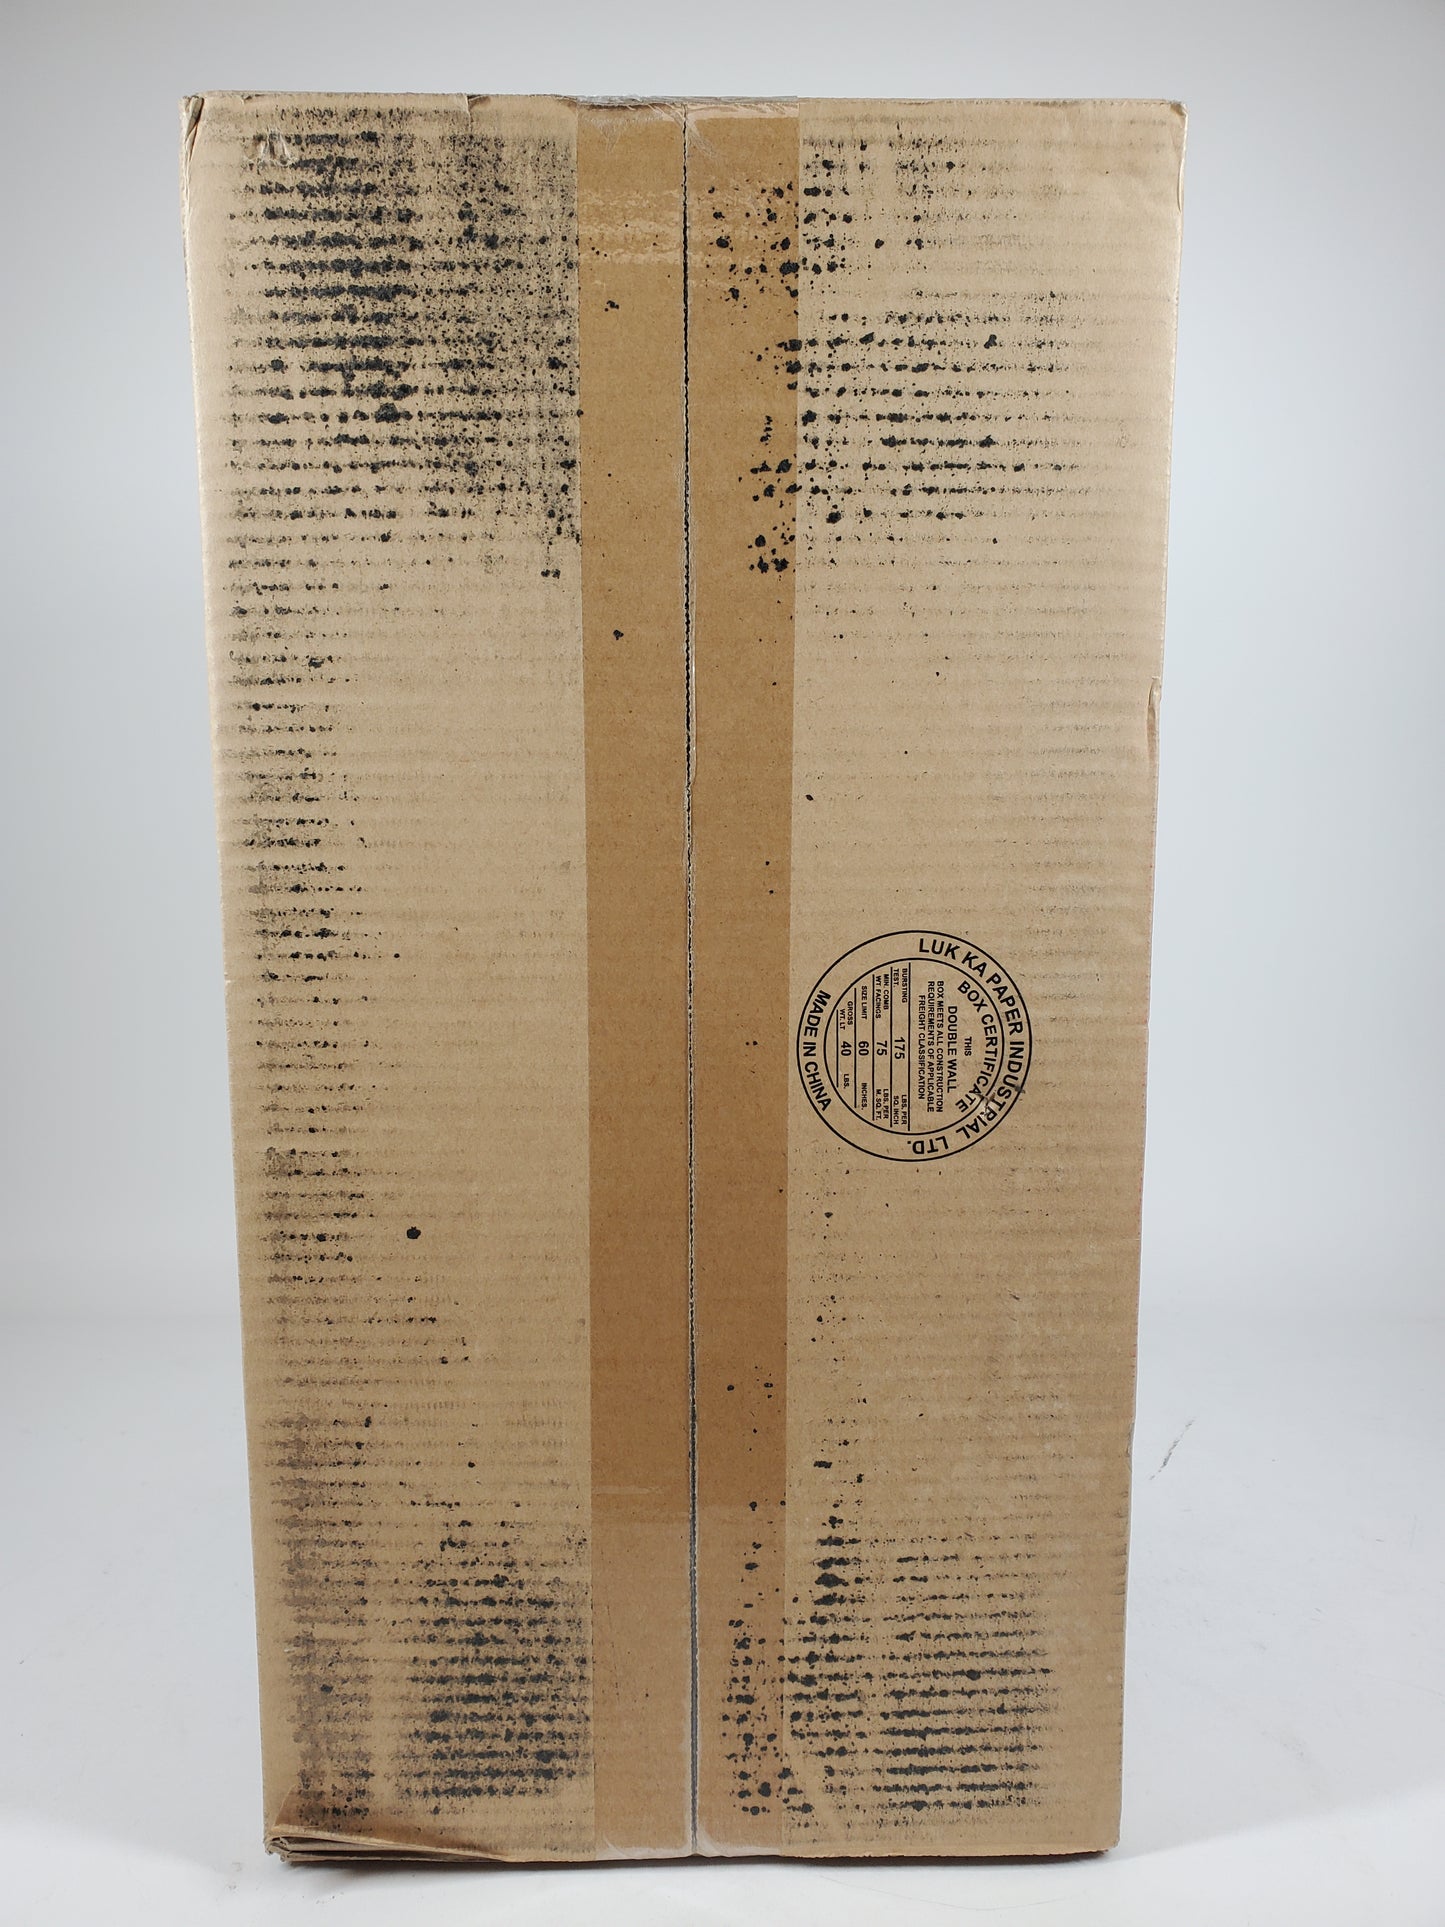 LUK KA PAPER INDUSTRIAL LTD.
BOX CERTIFICATE
THIS
DOUBLE WALL
BOX MEETS ALL CONSTRUCTION
REQUIREMENTS OF APPLICABLE
FREIGHT CLASSIFICATION
BURSTING TEST. 175 LBS. PER SQ. INCH
MIN. COMB WT. FACINGS 75 LBS. PER M. SQ. FT.
SIZE LIMIT 60 INCHES.
GROSS WT. LT 40 LBS.
MADE IN CHINA